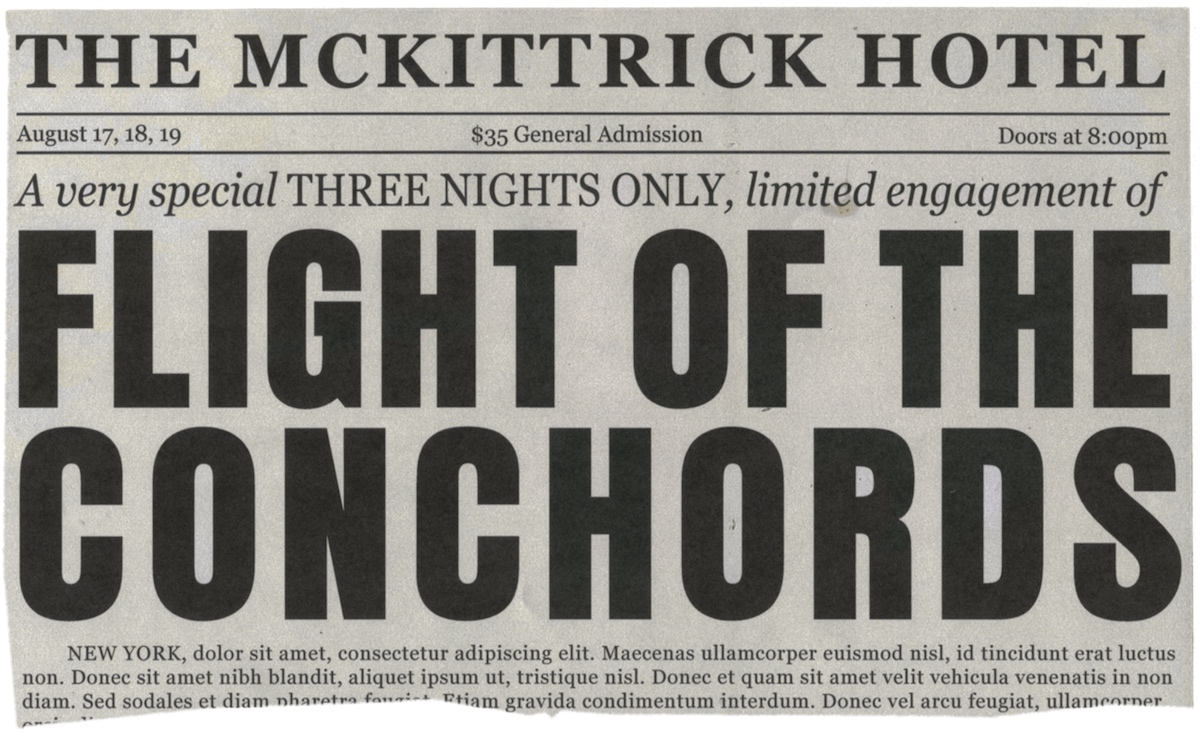 THE MCKITTRICK HOTEL
August 17, 18, 19 $35 General Admission Doors at 8:00pm
A very special THREE NIGHTS ONLY, limited engagement of
FLIGHT OF THE
CONCHORDS
NEW YORK, dolor sit amet, consectetur adipiscing elit. Maecenas ullamcorper euismod nisl, id tincidunt erat luctus
non. Donec sit amet nibh blandit, aliquet ipsum ut, tristique nisl. Donec et quam sit amet velit vehicula venenatis in non
diam. Sed sodales et diam pharetra feugiat. Etiam gravida condimentum interdum. Donec vel arcu feugiat, ullamcorper